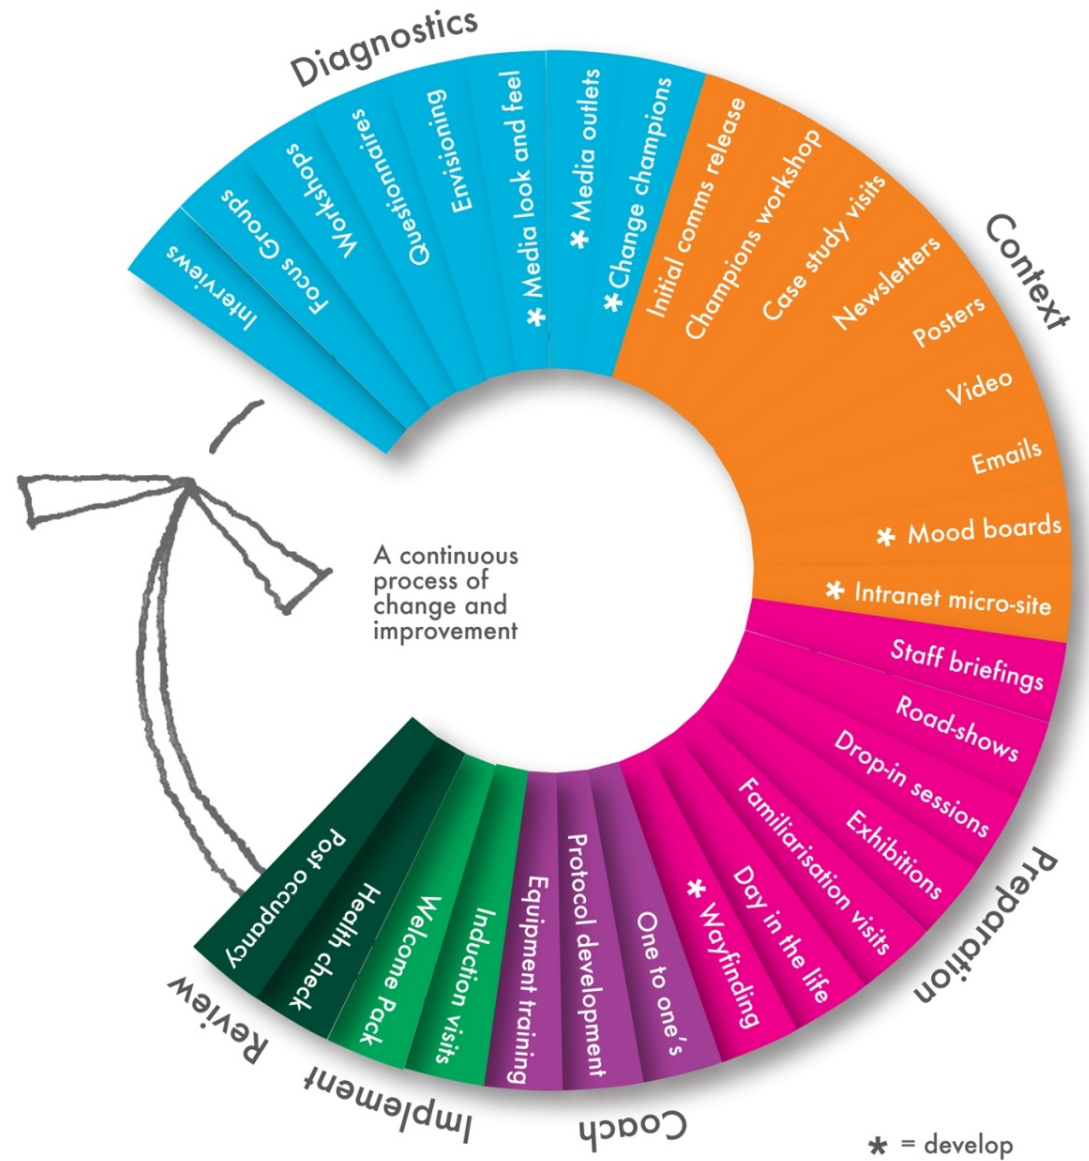 Diagnostics
Interviews
Focus Groups
Workshops
Questionnaires
Envisioning
* Media look and feel
* Media outlets
* Change champions
Context
Initial comms release
Champions workshop
Case study visits
Newsletters
Posters
Video
Emails
* Mood boards
* Intranet micro-site
Preparation
Staff briefings
Road-shows
Drop-in sessions
Exhibitions
Familiarisation visits
Day in the life
* Wayfinding
Coach
One to one's
Protocol development
Equipment training
Implement
Induction visits
Welcome Pack
Review
Health check
Post occupancy
A continuous
process of
change and
improvement
* = develop